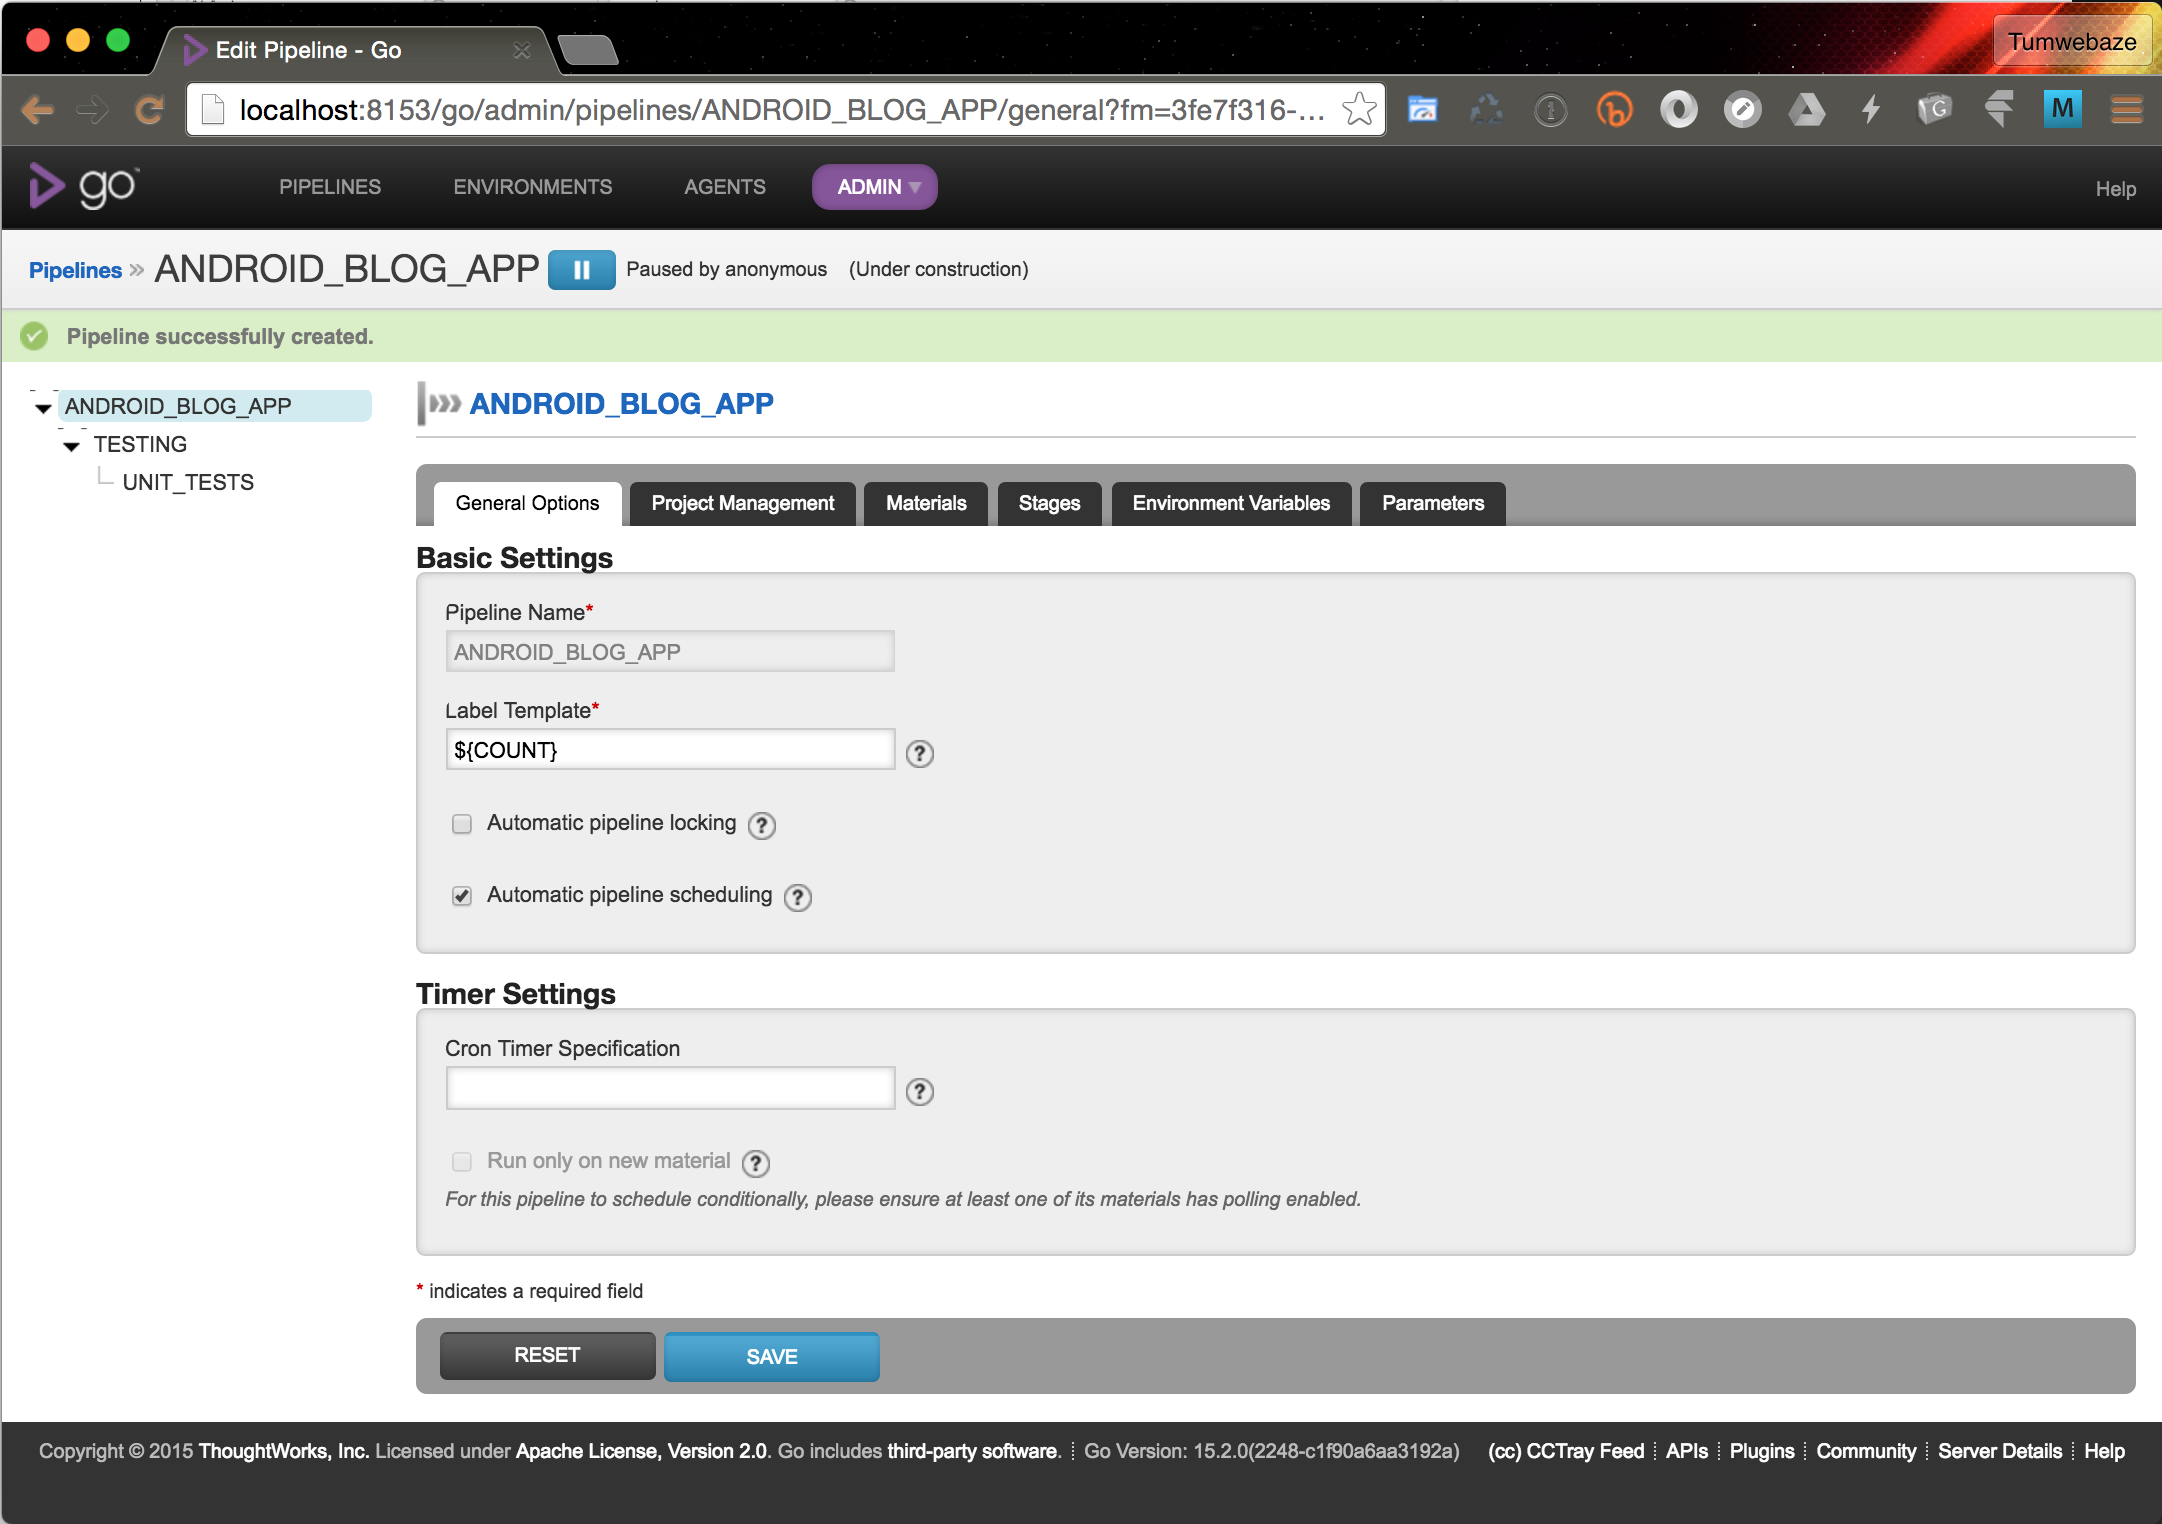 Edit Pipeline - Go
Tumwebaze
localhost:8153/go/admin/pipelines/ANDROID_BLOG_APP/general?fm=3fe7f316-...
M
go PIPELINES ENVIRONMENTS AGENTS ADMIN Help
Pipelines » ANDROID_BLOG_APP Paused by anonymous (Under construction)
Pipeline successfully created.
ANDROID_BLOG_APP
TESTING
UNIT_TESTS
ANDROID_BLOG_APP
General Options Project Management Materials Stages Environment Variables Parameters
Basic Settings
Pipeline Name*
ANDROID_BLOG_APP
Label Template*
${COUNT} ?
Automatic pipeline locking ?
Automatic pipeline scheduling ?
Timer Settings
Cron Timer Specification
?
Run only on new material ?
For this pipeline to schedule conditionally, please ensure at least one of its materials has polling enabled.
* indicates a required field
RESET SAVE
Copyright © 2015 ThoughtWorks, Inc. Licensed under Apache License, Version 2.0. Go includes third-party software. Go Version: 15.2.0(2248-c1f90a6aa3192a) (cc) CCTray Feed APIs Plugins Community Server Details Help